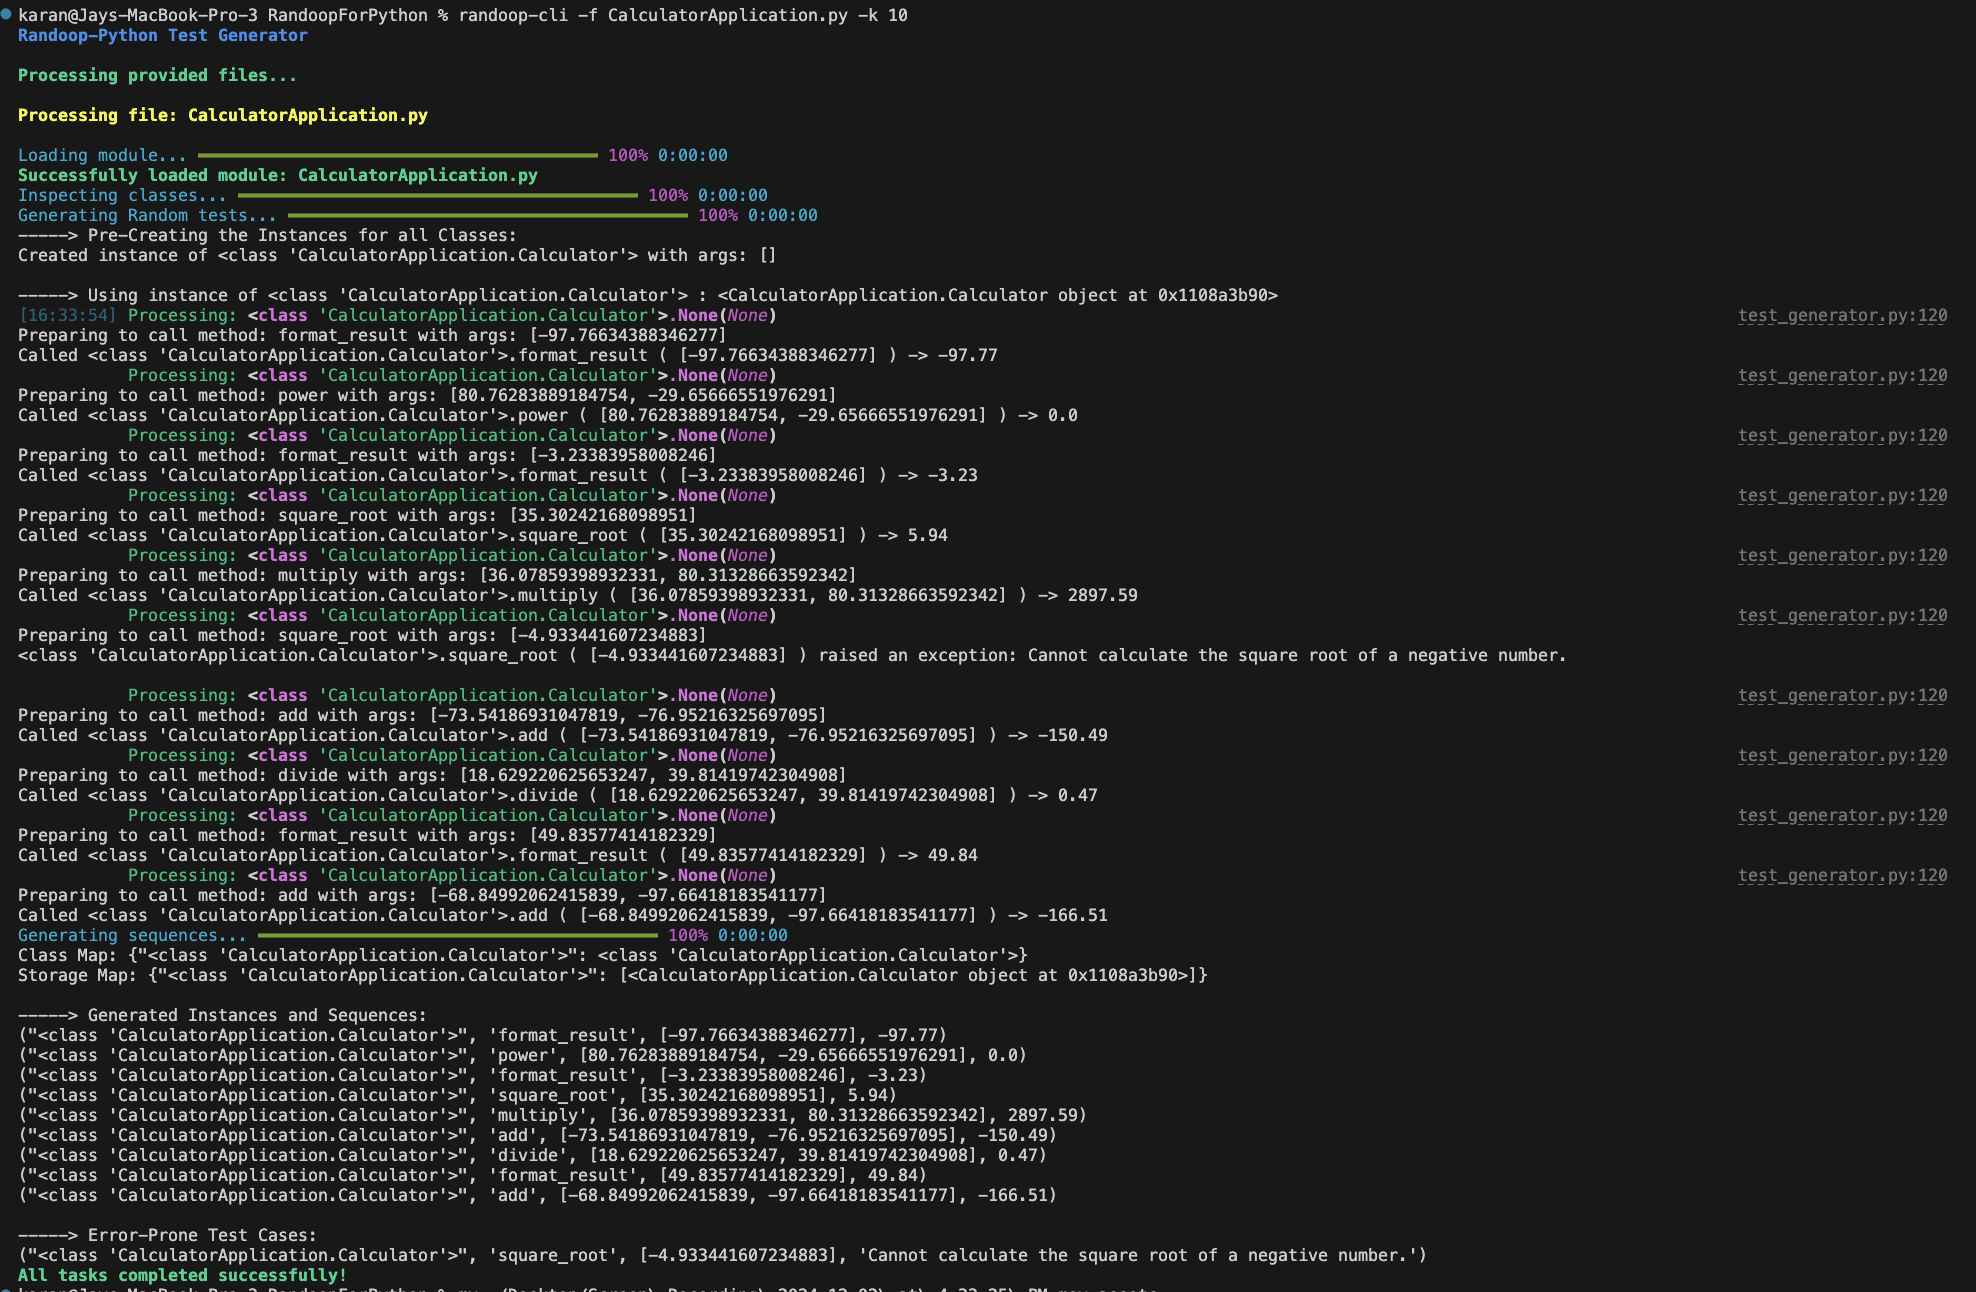 karan@Jays-MacBook-Pro-3 RandoopForPython % randoop-cli -f CalculatorApplication.py -k 10
Randoop-Python Test Generator
Processing provided files...
Processing file: CalculatorApplication.py
Loading module... 100% 0:00:00
Successfully loaded module: CalculatorApplication.py
Inspecting classes... 100% 0:00:00
Generating Random tests... 100% 0:00:00
-----> Pre-Creating the Instances for all Classes:
Created instance of <class 'CalculatorApplication.Calculator'> with args: []
-----> Using instance of <class 'CalculatorApplication.Calculator'> : <CalculatorApplication.Calculator object at 0x1108a3b90>
[16:33:54] Processing: <class 'CalculatorApplication.Calculator'>.None(None) test_generator.py:120
Preparing to call method: format_result with args: [-97.76634388346277]
Called <class 'CalculatorApplication.Calculator'>.format_result ( [-97.76634388346277] ) -> -97.77
Processing: <class 'CalculatorApplication.Calculator'>.None(None) test_generator.py:120
Preparing to call method: power with args: [80.76283889184754, -29.65666551976291]
Called <class 'CalculatorApplication.Calculator'>.power ( [80.76283889184754, -29.65666551976291] ) -> 0.0
Processing: <class 'CalculatorApplication.Calculator'>.None(None) test_generator.py:120
Preparing to call method: format_result with args: [-3.23383958008246]
Called <class 'CalculatorApplication.Calculator'>.format_result ( [-3.23383958008246] ) -> -3.23
Processing: <class 'CalculatorApplication.Calculator'>.None(None) test_generator.py:120
Preparing to call method: square_root with args: [35.30242168098951]
Called <class 'CalculatorApplication.Calculator'>.square_root ( [35.30242168098951] ) -> 5.94
Processing: <class 'CalculatorApplication.Calculator'>.None(None) test_generator.py:120
Preparing to call method: multiply with args: [36.07859398932331, 80.31328663592342]
Called <class 'CalculatorApplication.Calculator'>.multiply ( [36.07859398932331, 80.31328663592342] ) -> 2897.59
Processing: <class 'CalculatorApplication.Calculator'>.None(None) test_generator.py:120
Preparing to call method: square_root with args: [-4.933441607234883]
<class 'CalculatorApplication.Calculator'>.square_root ( [-4.933441607234883] ) raised an exception: Cannot calculate the square root of a negative number.
Processing: <class 'CalculatorApplication.Calculator'>.None(None) test_generator.py:120
Preparing to call method: add with args: [-73.54186931047819, -76.95216325697095]
Called <class 'CalculatorApplication.Calculator'>.add ( [-73.54186931047819, -76.95216325697095] ) -> -150.49
Processing: <class 'CalculatorApplication.Calculator'>.None(None) test_generator.py:120
Preparing to call method: divide with args: [18.629220625653247, 39.81419742304908]
Called <class 'CalculatorApplication.Calculator'>.divide ( [18.629220625653247, 39.81419742304908] ) -> 0.47
Processing: <class 'CalculatorApplication.Calculator'>.None(None) test_generator.py:120
Preparing to call method: format_result with args: [49.83577414182329]
Called <class 'CalculatorApplication.Calculator'>.format_result ( [49.83577414182329] ) -> 49.84
Processing: <class 'CalculatorApplication.Calculator'>.None(None) test_generator.py:120
Preparing to call method: add with args: [-68.84992062415839, -97.66418183541177]
Called <class 'CalculatorApplication.Calculator'>.add ( [-68.84992062415839, -97.66418183541177] ) -> -166.51
Generating sequences... 100% 0:00:00
Class Map: {"<class 'CalculatorApplication.Calculator'>": <class 'CalculatorApplication.Calculator'>}
Storage Map: {"<class 'CalculatorApplication.Calculator'>": [<CalculatorApplication.Calculator object at 0x1108a3b90>]}
-----> Generated Instances and Sequences:
("<class 'CalculatorApplication.Calculator'>", 'format_result', [-97.76634388346277], -97.77)
("<class 'CalculatorApplication.Calculator'>", 'power', [80.76283889184754, -29.65666551976291], 0.0)
("<class 'CalculatorApplication.Calculator'>", 'format_result', [-3.23383958008246], -3.23)
("<class 'CalculatorApplication.Calculator'>", 'square_root', [35.30242168098951], 5.94)
("<class 'CalculatorApplication.Calculator'>", 'multiply', [36.07859398932331, 80.31328663592342], 2897.59)
("<class 'CalculatorApplication.Calculator'>", 'add', [-73.54186931047819, -76.95216325697095], -150.49)
("<class 'CalculatorApplication.Calculator'>", 'divide', [18.629220625653247, 39.81419742304908], 0.47)
("<class 'CalculatorApplication.Calculator'>", 'format_result', [49.83577414182329], 49.84)
("<class 'CalculatorApplication.Calculator'>", 'add', [-68.84992062415839, -97.66418183541177], -166.51)
-----> Error-Prone Test Cases:
("<class 'CalculatorApplication.Calculator'>", 'square_root', [-4.933441607234883], 'Cannot calculate the square root of a negative number.')
All tasks completed successfully!
karan@Jays-MacBook-Pro-3 RandoopForPython %